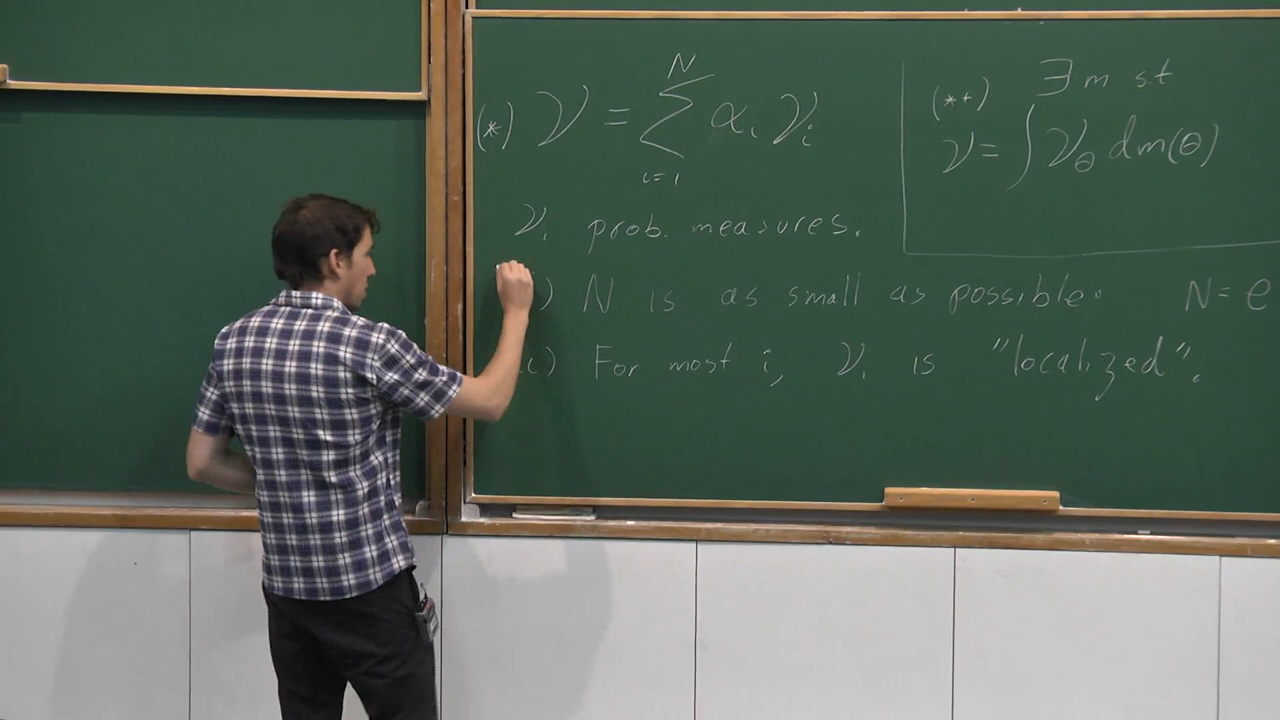 (*) ν = Σ_{i=1}^{N} α_i ν_i
ν_i prob. measures.
) N is as small as possible. N = e
) For most i, ν_i is "localized".
(**) ∃ m s.t
ν = ∫ ν_θ dm(θ)